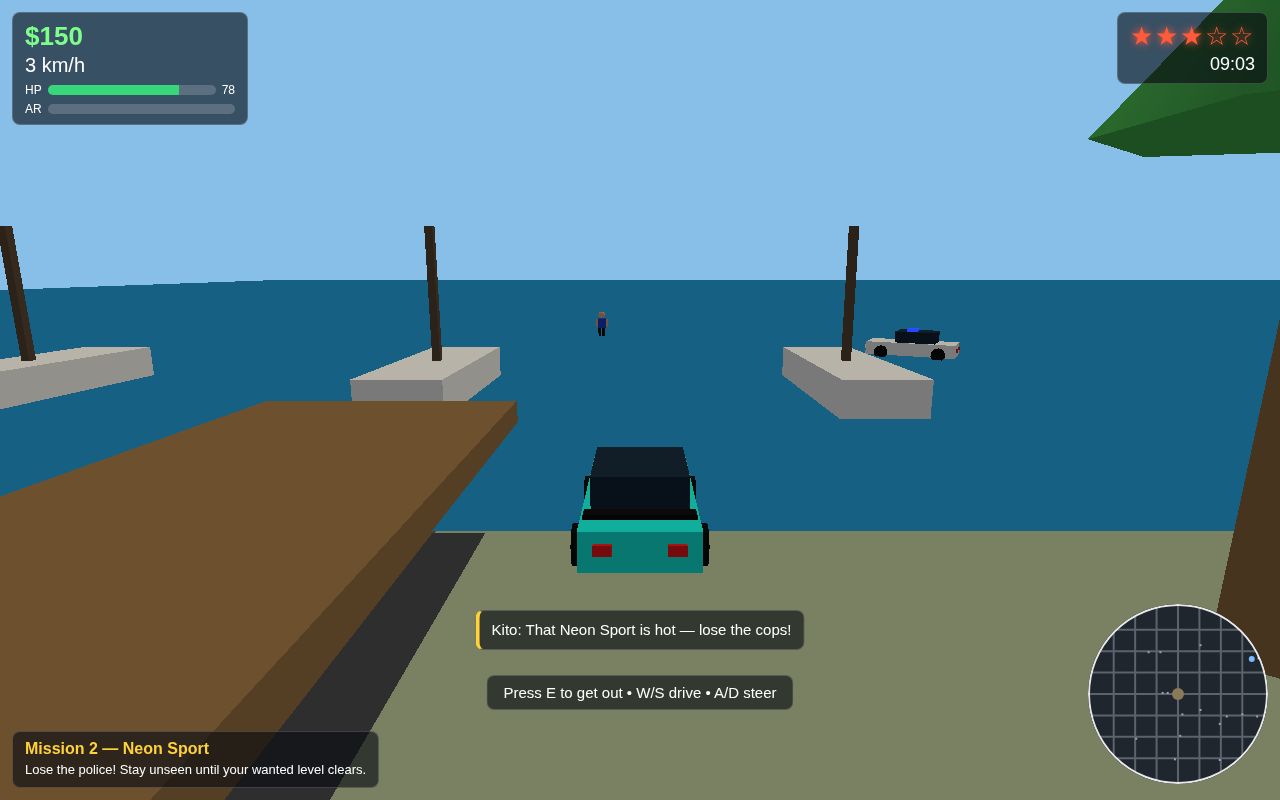 $150
3 km/h
HP 78
AR
★★★☆☆
09:03
Kito: That Neon Sport is hot — lose the cops!
Press E to get out • W/S drive • A/D steer
Mission 2 — Neon Sport
Lose the police! Stay unseen until your wanted level clears.